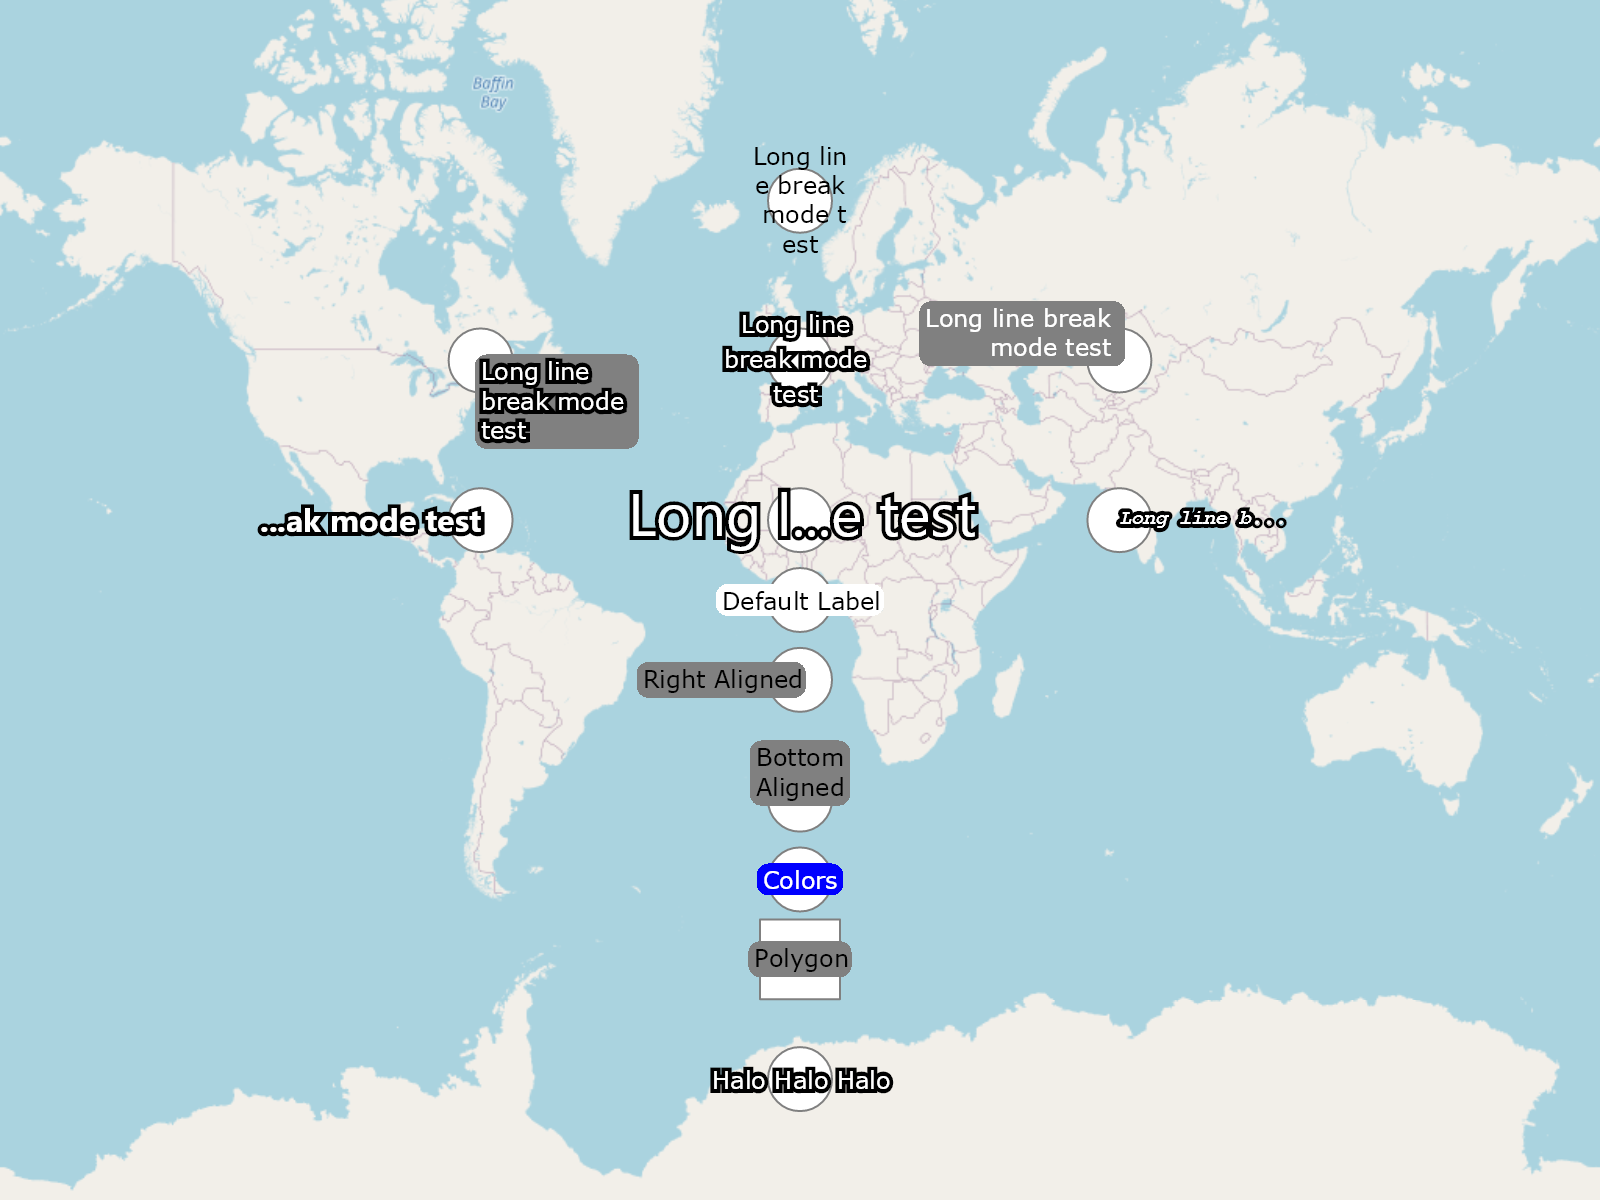 Baffin
Bay
Long lin
e break
mode t
est
Long line
break mode
test
Long line break
mode test
Long line
break mode
test
...ak mode test
Long l...e test
Long line b...
Default Label
Right Aligned
Bottom
Aligned
Colors
Polygon
Halo Halo Halo